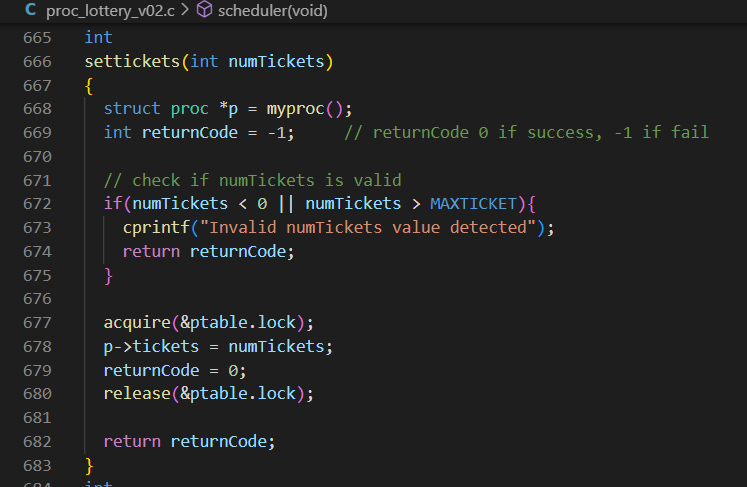 C proc_lottery_v02.c > scheduler(void)
665 int
666 settickets(int numTickets)
667 {
668   struct proc *p = myproc();
669   int returnCode = -1;     // returnCode 0 if success, -1 if fail
670
671   // check if numTickets is valid
672   if(numTickets < 0 || numTickets > MAXTICKET){
673     cprintf("Invalid numTickets value detected");
674     return returnCode;
675   }
676
677   acquire(&ptable.lock);
678   p->tickets = numTickets;
679   returnCode = 0;
680   release(&ptable.lock);
681
682   return returnCode;
683 }
684 int